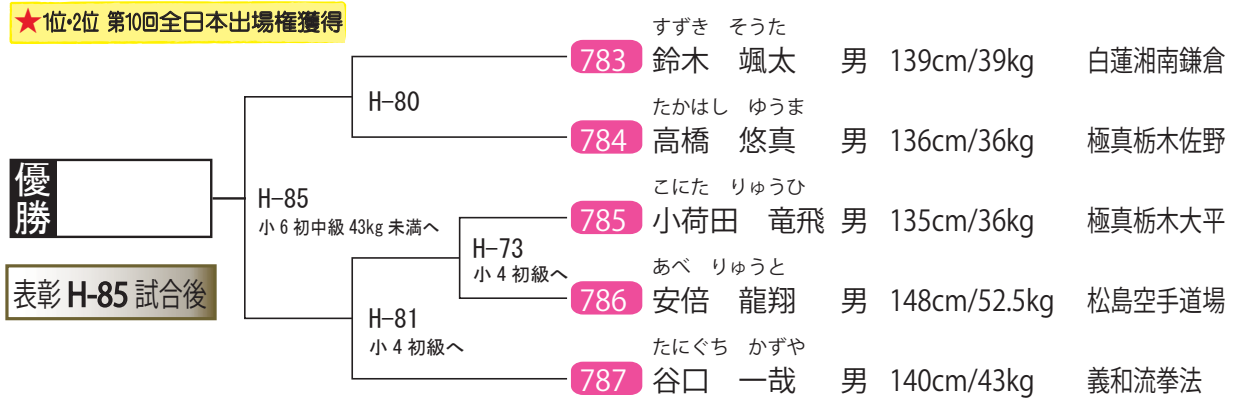 ★1位・2位 第10回全日本出場権獲得
すずき そうた
783 鈴木 颯太 男 139cm/39kg 白蓮湘南鎌倉
H-80
たかはし ゆうま
784 高橋 悠真 男 136cm/36kg 極真栃木佐野
優勝
H-85
小6初中級 43kg未満へ
こにた りゅうひ
785 小荷田 竜飛 男 135cm/36kg 極真栃木大平
H-73
小4初級へ
あべ りゅうと
786 安倍 龍翔 男 148cm/52.5kg 松島空手道場
表彰 H-85 試合後
H-81
小4初級へ
たにぐち かずや
787 谷口 一哉 男 140cm/43kg 義和流拳法